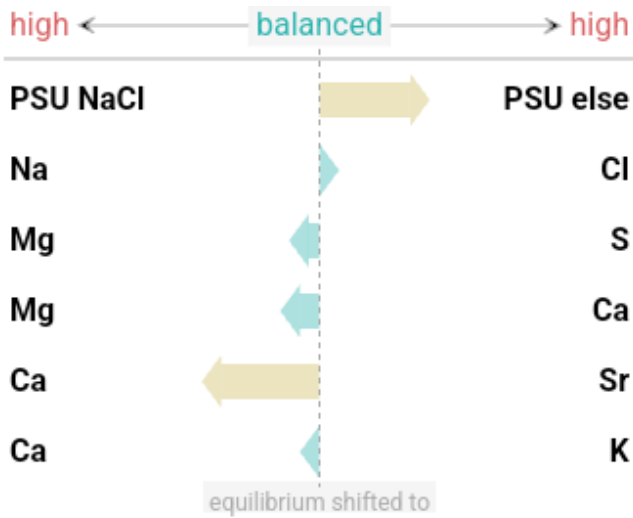 high balanced high
PSU NaCl PSU else
Na Cl
Mg S
Mg Ca
Ca Sr
Ca K
equilibrium shifted to